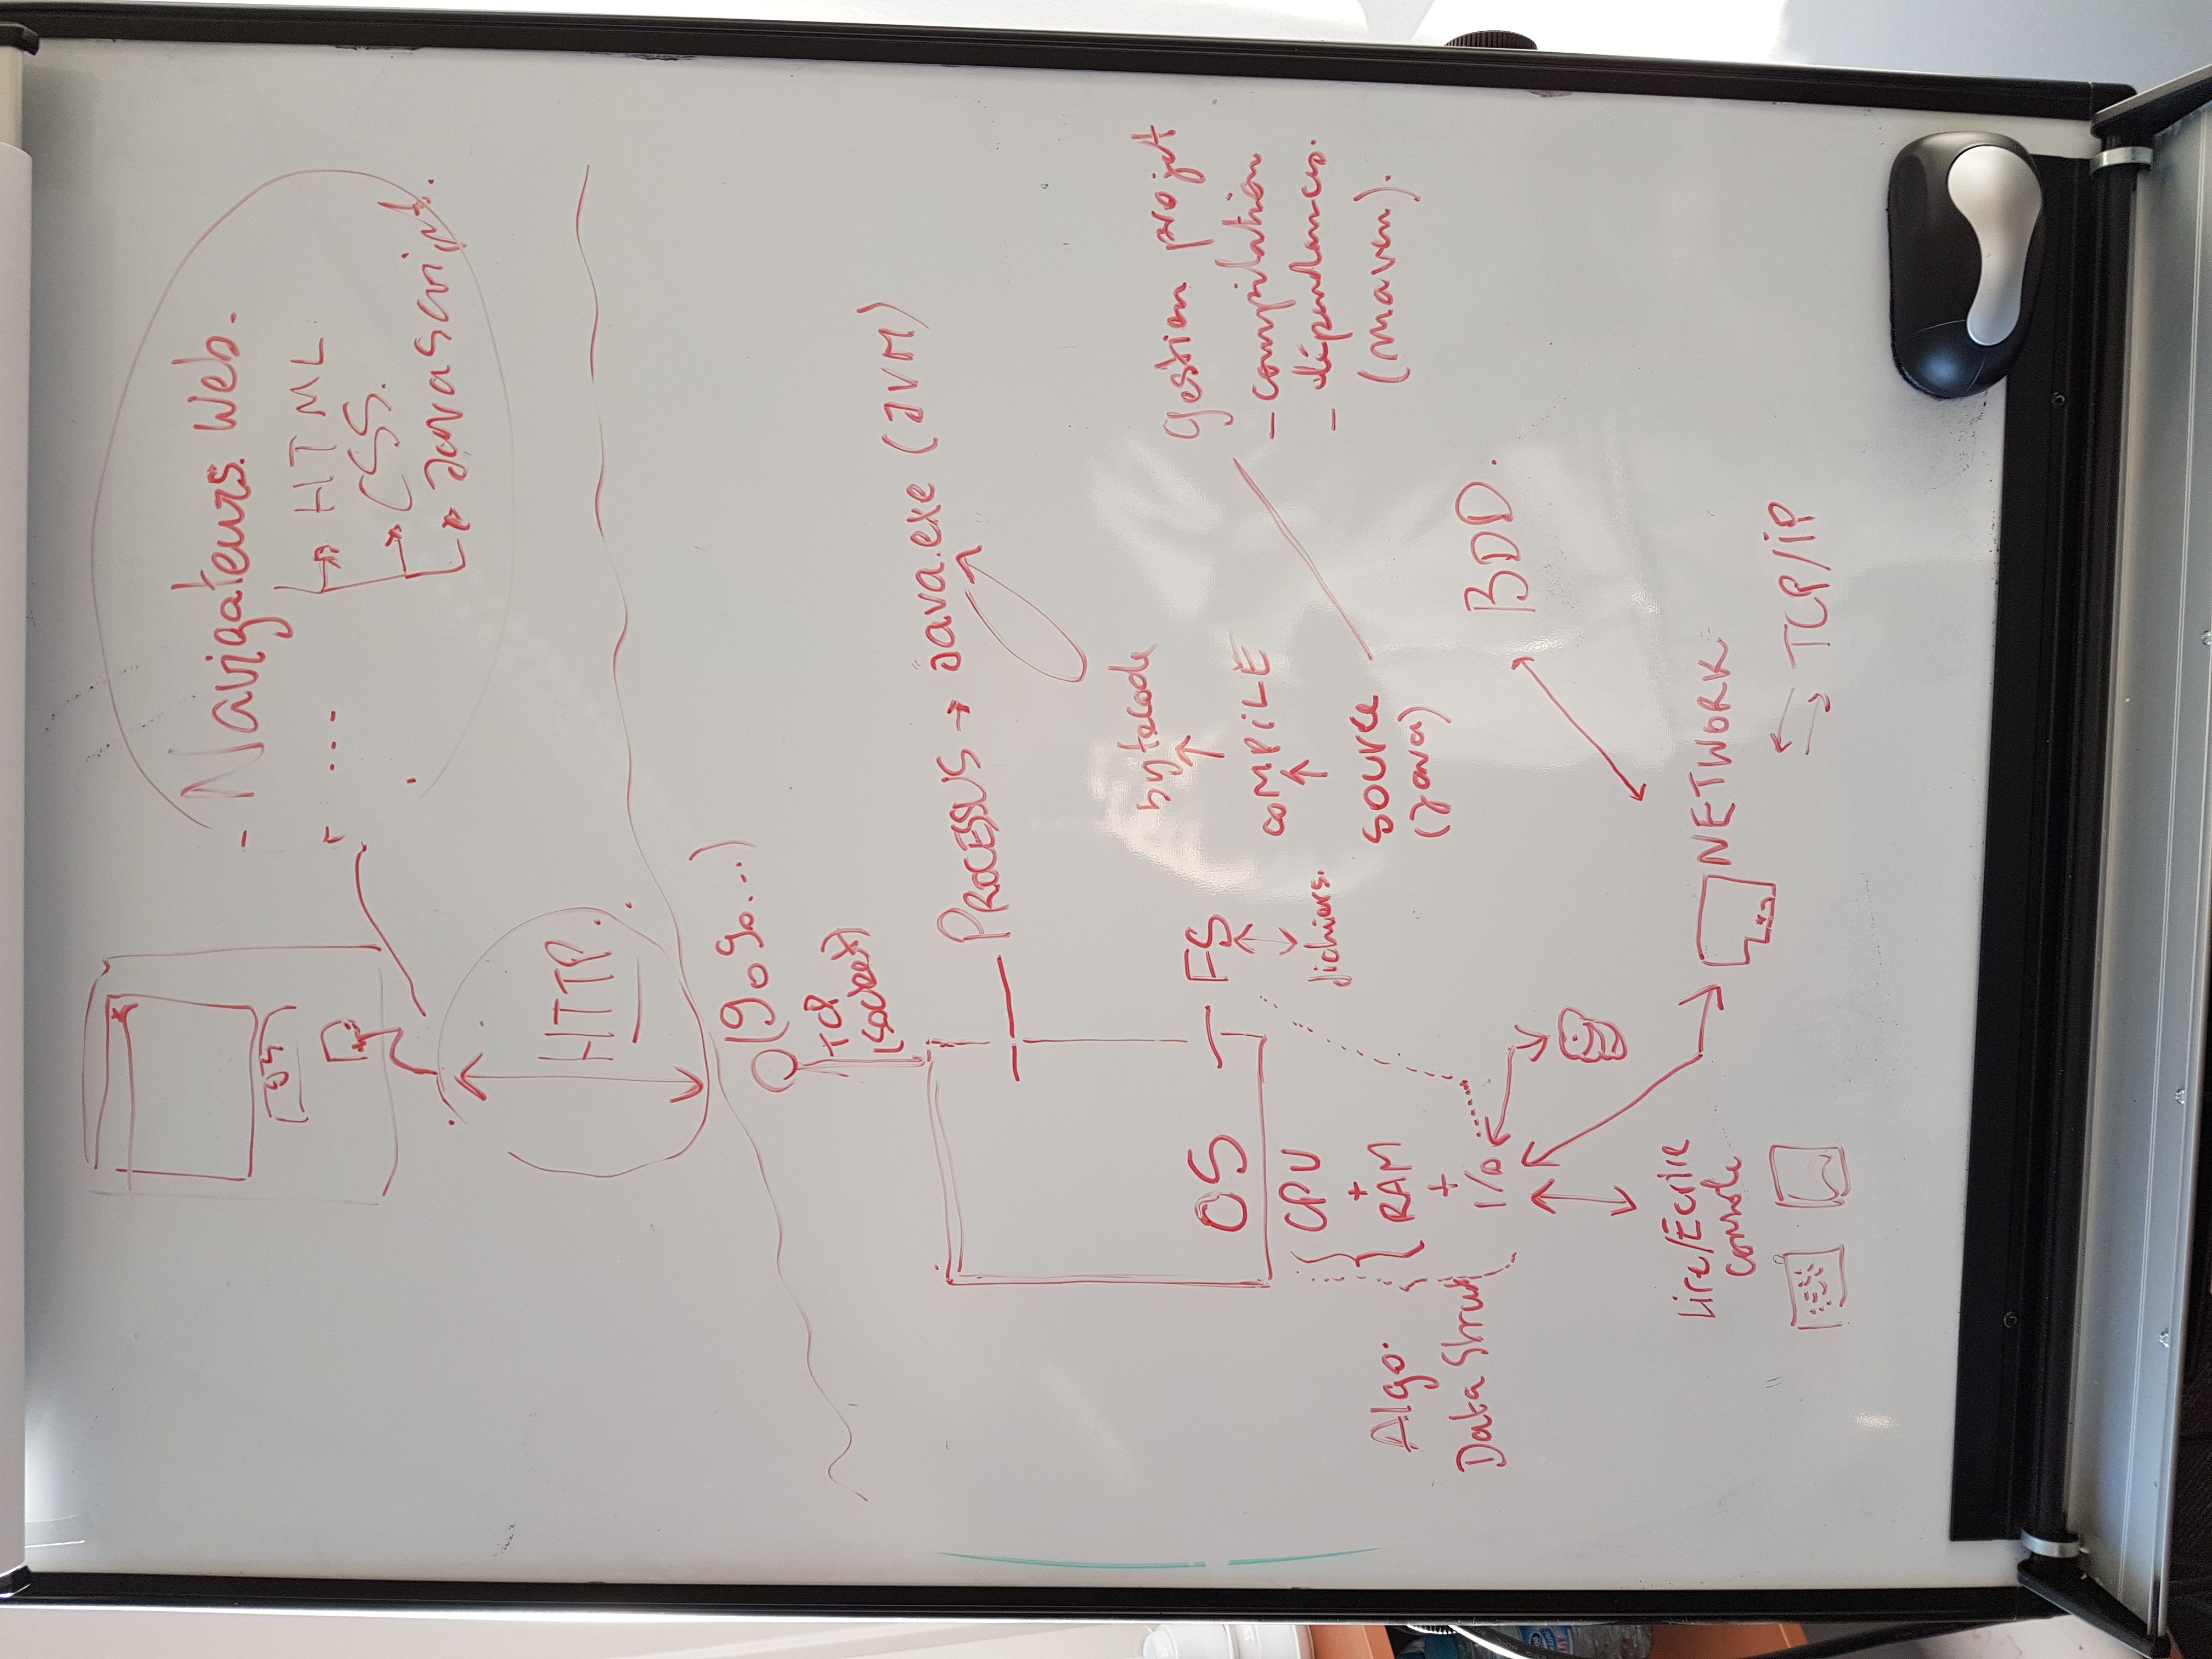 OS
- Navigateurs Web.
...
HTML
CSS.
Javascript.
HTTP.
(9090...)
TCP
(socket)
PROCESSUS → Java.exe (JVM)
bytecode
OS
FS
COMPILE
fichiers.
Gestion projet
- compilation
- dépendances.
(maven).
CPU
+
RAM
+
I/O
Algo.
Data Struct
source
(Java)
BDD.
Lire/Ecrire
console
NETWORK
TCP/IP